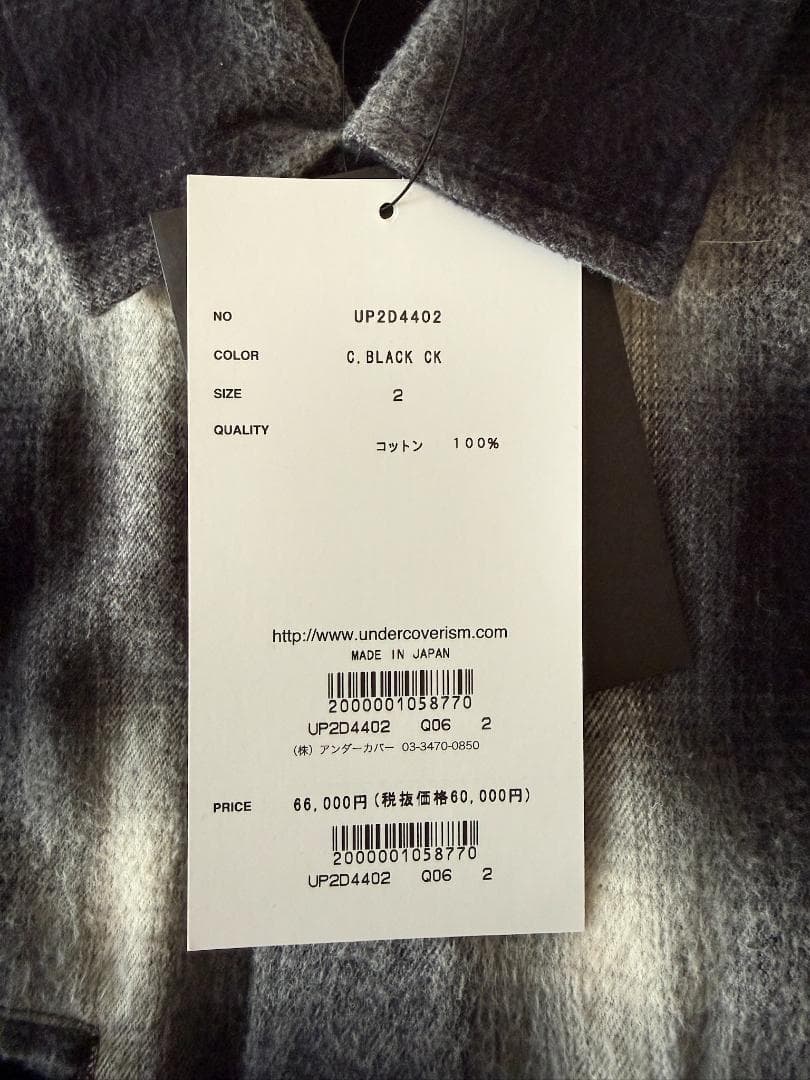 NO UP2D4402
COLOR C.BLACK CK
SIZE 2
QUALITY
コットン 100%
http://www.undercoverism.com
MADE IN JAPAN
2000001058770
UP2D4402 Q06 2
（株）アンダーカバー 03-3470-0850
PRICE 66,000円(税抜価格60,000円)
2000001058770
UP2D4402 Q06 2